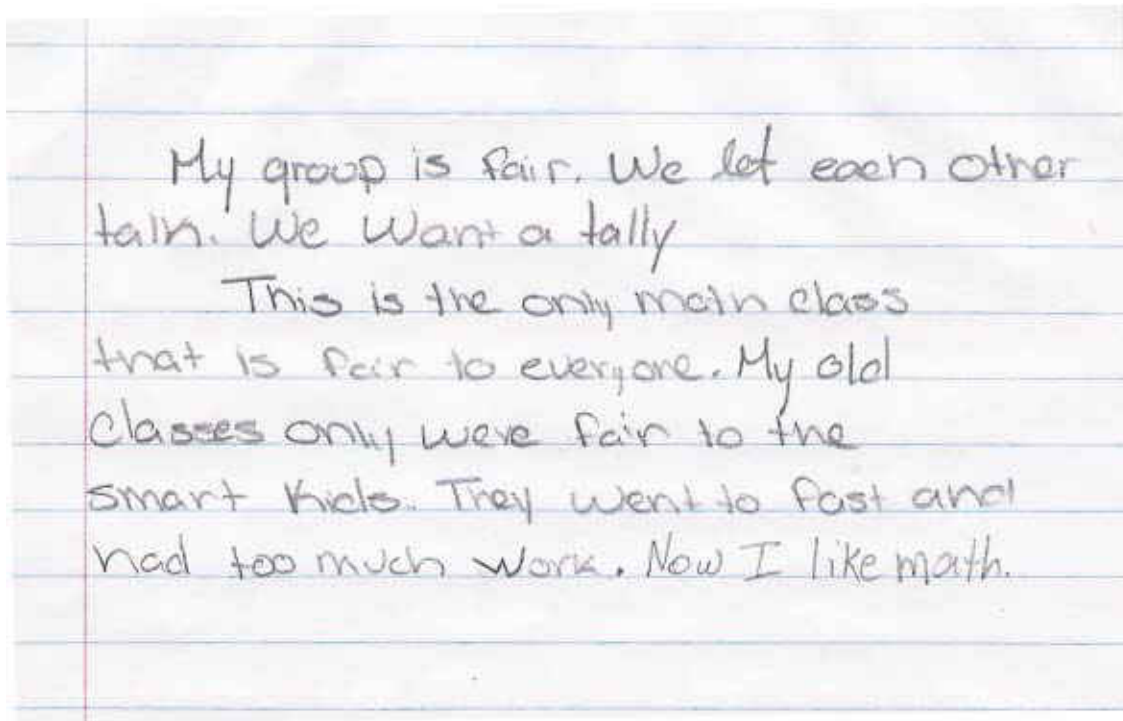 My group is fair. We let each other
talk. We want a tally
This is the only math class
that is fair to everyone. My old
classes only were fair to the
smart kids. They went to fast and
had too much work. Now I like math.